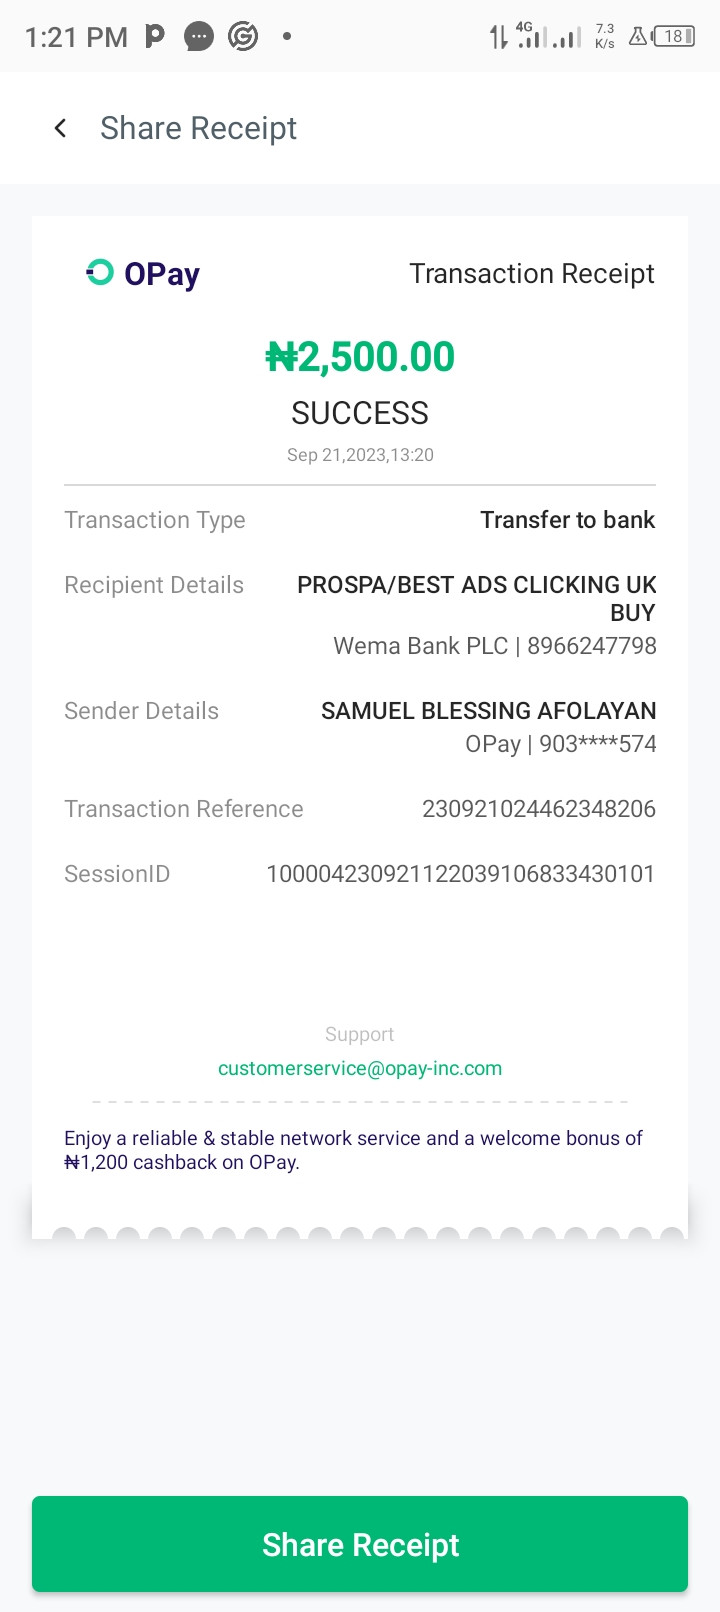 1:21 PM 4G 7.3 K/s 18
Share Receipt
OPay Transaction Receipt
₦2,500.00
SUCCESS
Sep 21,2023,13:20
Transaction Type Transfer to bank
Recipient Details PROSPA/BEST ADS CLICKING UK
BUY
Wema Bank PLC | 8966247798
Sender Details SAMUEL BLESSING AFOLAYAN
OPay | 903****574
Transaction Reference 230921024462348206
SessionID 100004230921122039106833430101
Support
customerservice@opay-inc.com
Enjoy a reliable & stable network service and a welcome bonus of
₦1,200 cashback on OPay.
Share Receipt